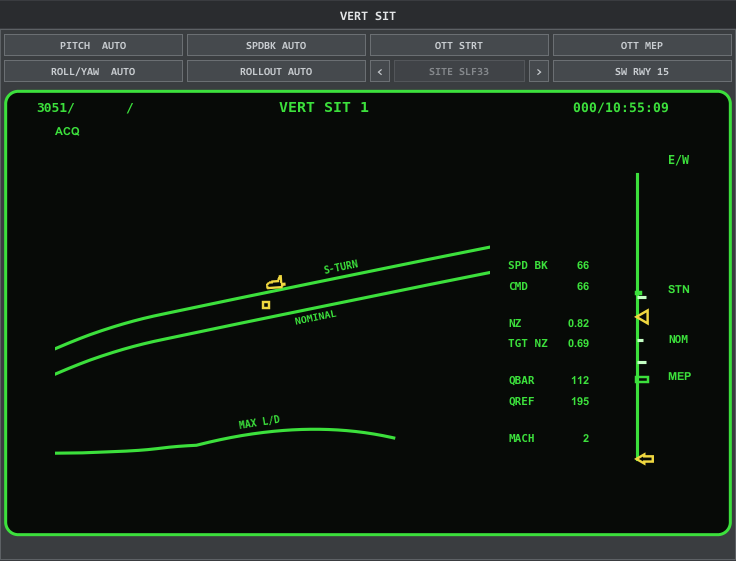 VERT SIT
PITCH AUTO
SPDBK AUTO
OTT STRT
OTT MEP
ROLL/YAW AUTO
ROLLOUT AUTO
< SITE SLF33 >
SW RWY 15
3051/ /
VERT SIT 1
000/10:55:09
ACQ
E/W
S-TURN
SPD BK 66
CMD 66
STN
NOMINAL
NZ 0.82
TGT NZ 0.69
NOM
QBAR 112
MEP
QREF 195
MAX L/D
MACH 2